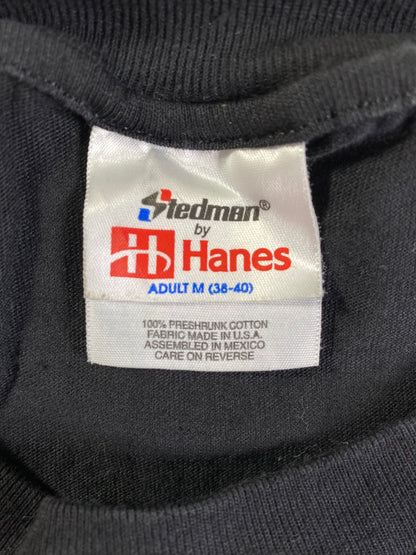 Stedman®
by
H Hanes
ADULT M (38-40)
100% PRESHRUNK COTTON
FABRIC MADE IN U.S.A.
ASSEMBLED IN MEXICO
CARE ON REVERSE